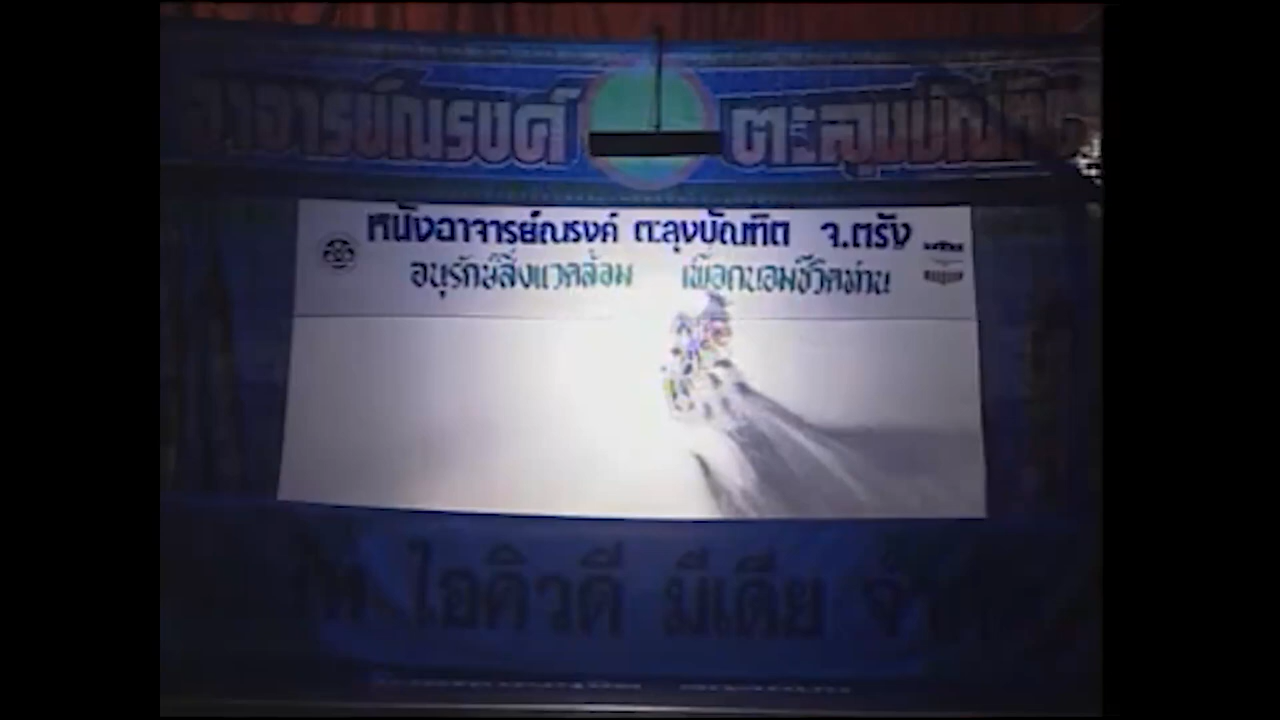 อาจารย์ณรงค์ ตะลุงบัณฑิต
หนังอาจารย์ณรงค์ ตะลุงบัณฑิต จ.ตรัง
อนุรักษ์สิ่งแวดล้อม เพื่อถนอมชีวิตท่าน
ไอคิวดี มีเดีย